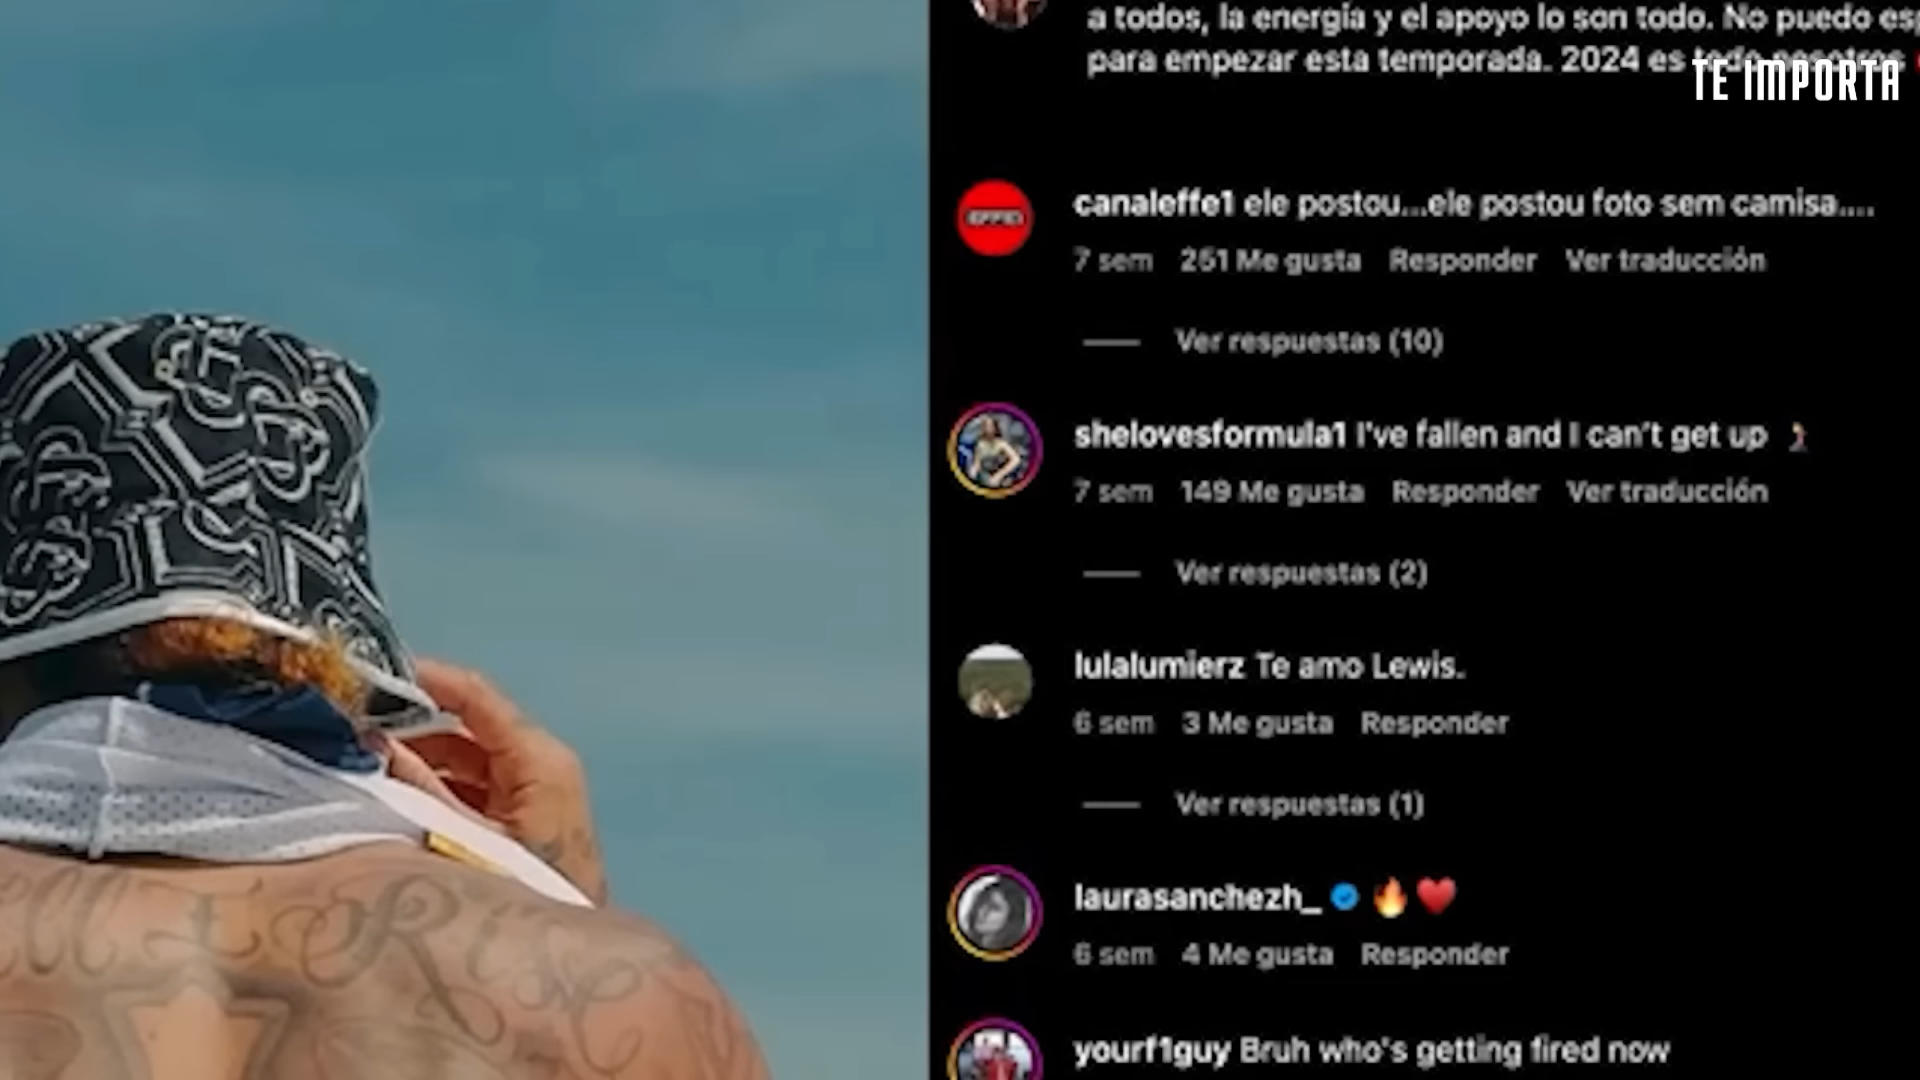 a todos, la energía y el apoyo lo son todo. No puedo esp
para empezar esta temporada. 2024 es todo nosotros
TE IMPORTA
canaleffe1 ele postou...ele postou foto sem camisa....
7 sem 251 Me gusta Responder Ver traducción
Ver respuestas (10)
shelovesformula1 I've fallen and I can't get up
7 sem 149 Me gusta Responder Ver traducción
Ver respuestas (2)
lulalumierz Te amo Lewis.
6 sem 3 Me gusta Responder
Ver respuestas (1)
laurasanchezh_ 🔥❤️
6 sem 4 Me gusta Responder
yourf1guy Bruh who's getting fired now
ll I Rise